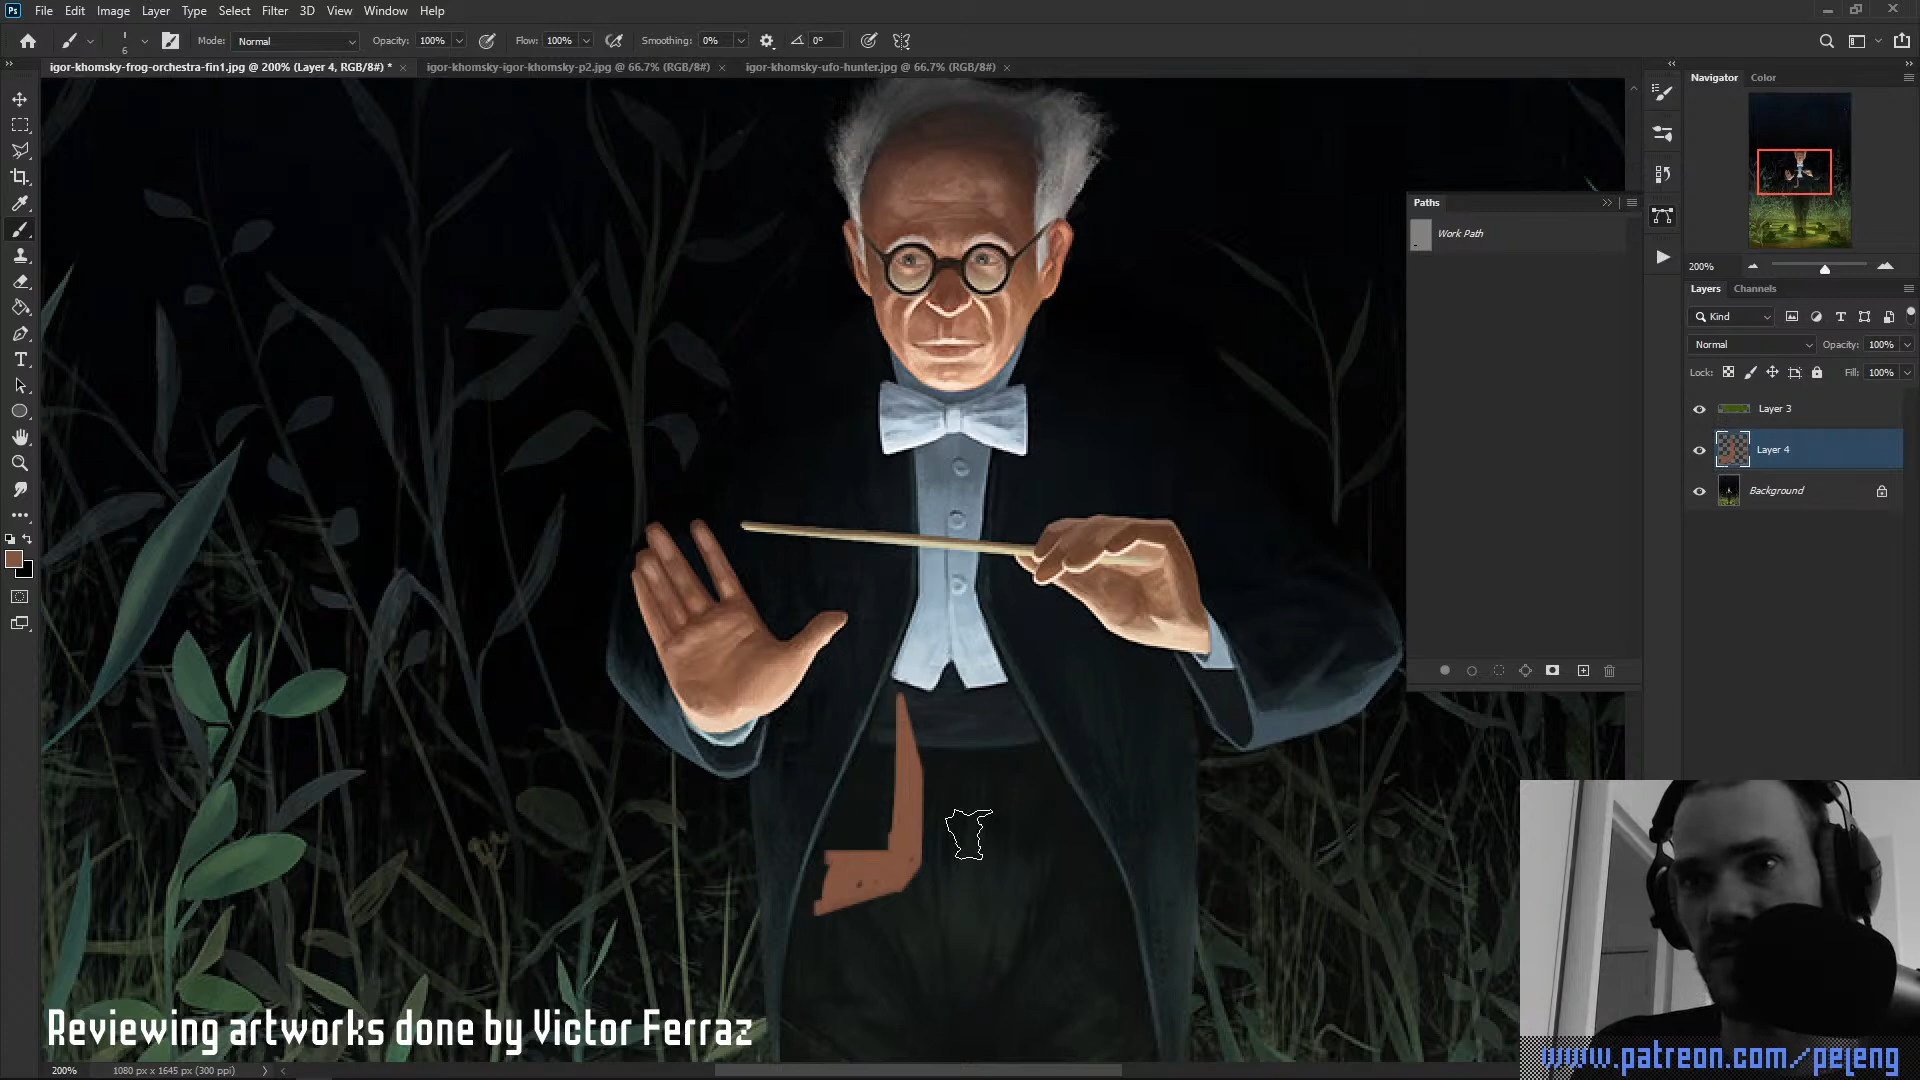 Ps File Edit Image Layer Type Select Filter 3D View Window Help
6 Mode: Normal Opacity: 100% Flow: 100% Smoothing: 0% 0°
igor-khomsky-frog-orchestra-fin1.jpg @ 200% (Layer 4, RGB/8#) * igor-khomsky-igor-khomsky-p2.jpg @ 66.7% (RGB/8#) igor-khomsky-ufo-hunter.jpg @ 66.7% (RGB/8#)
Navigator Color
Paths
Work Path
200%
Layers Channels
Kind
Normal Opacity: 100%
Lock: Fill: 100%
Layer 3
Layer 4
Background
Reviewing artworks done by Victor Ferraz
www.patreon.com/peleng
200% 1080 px x 1645 px (300 ppi)